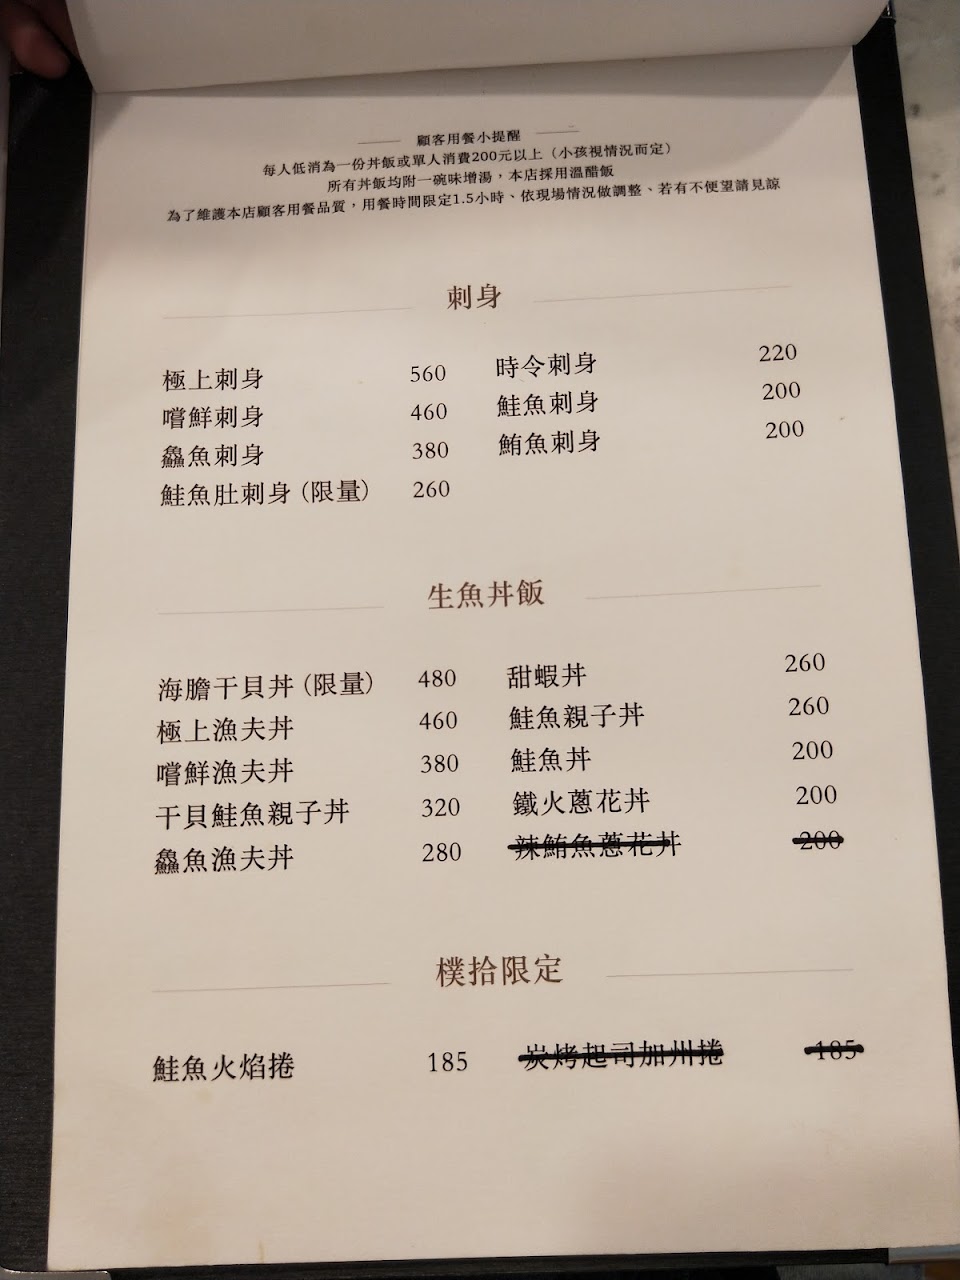 顧客用餐小提醒
每人低消為一份丼飯或單人消費200元以上（小孩視情況而定）
所有丼飯均附一碗味增湯，本店採用溫醋飯
為了維護本店顧客用餐品質，用餐時間限定1.5小時、依現場情況做調整、若有不便望請見諒
刺身
極上刺身 560
嚐鮮刺身 460
鱻魚刺身 380
鮭魚肚刺身（限量） 260
時令刺身 220
鮭魚刺身 200
鮪魚刺身 200
生魚丼飯
海膽干貝丼（限量） 480
極上漁夫丼 460
嚐鮮漁夫丼 380
干貝鮭魚親子丼 320
鱻魚漁夫丼 280
甜蝦丼 260
鮭魚親子丼 260
鮭魚丼 200
鐵火蔥花丼 200
辣鮪魚蔥花丼 200
樸拾限定
鮭魚火焰捲 185
炭烤起司加州捲 185